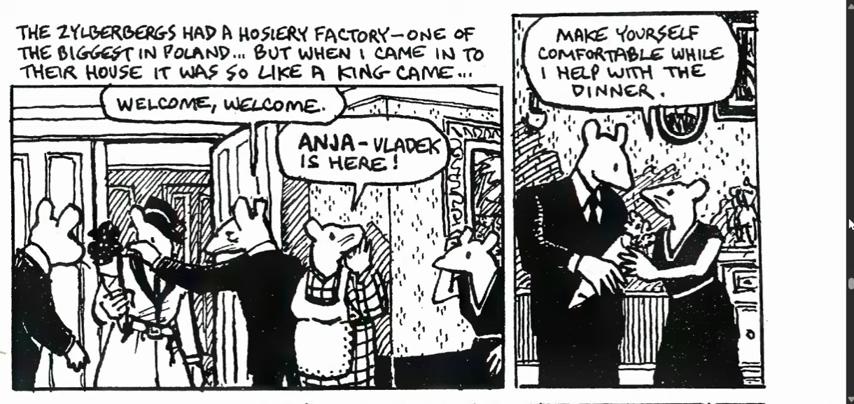 THE ZYLBERBERGS HAD A HOSIERY FACTORY—ONE OF
THE BIGGEST IN POLAND... BUT WHEN I CAME IN TO
THEIR HOUSE IT WAS SO LIKE A KING CAME...
WELCOME, WELCOME.
ANJA-VLADEK
IS HERE!
MAKE YOURSELF
COMFORTABLE WHILE
I HELP WITH THE
DINNER.